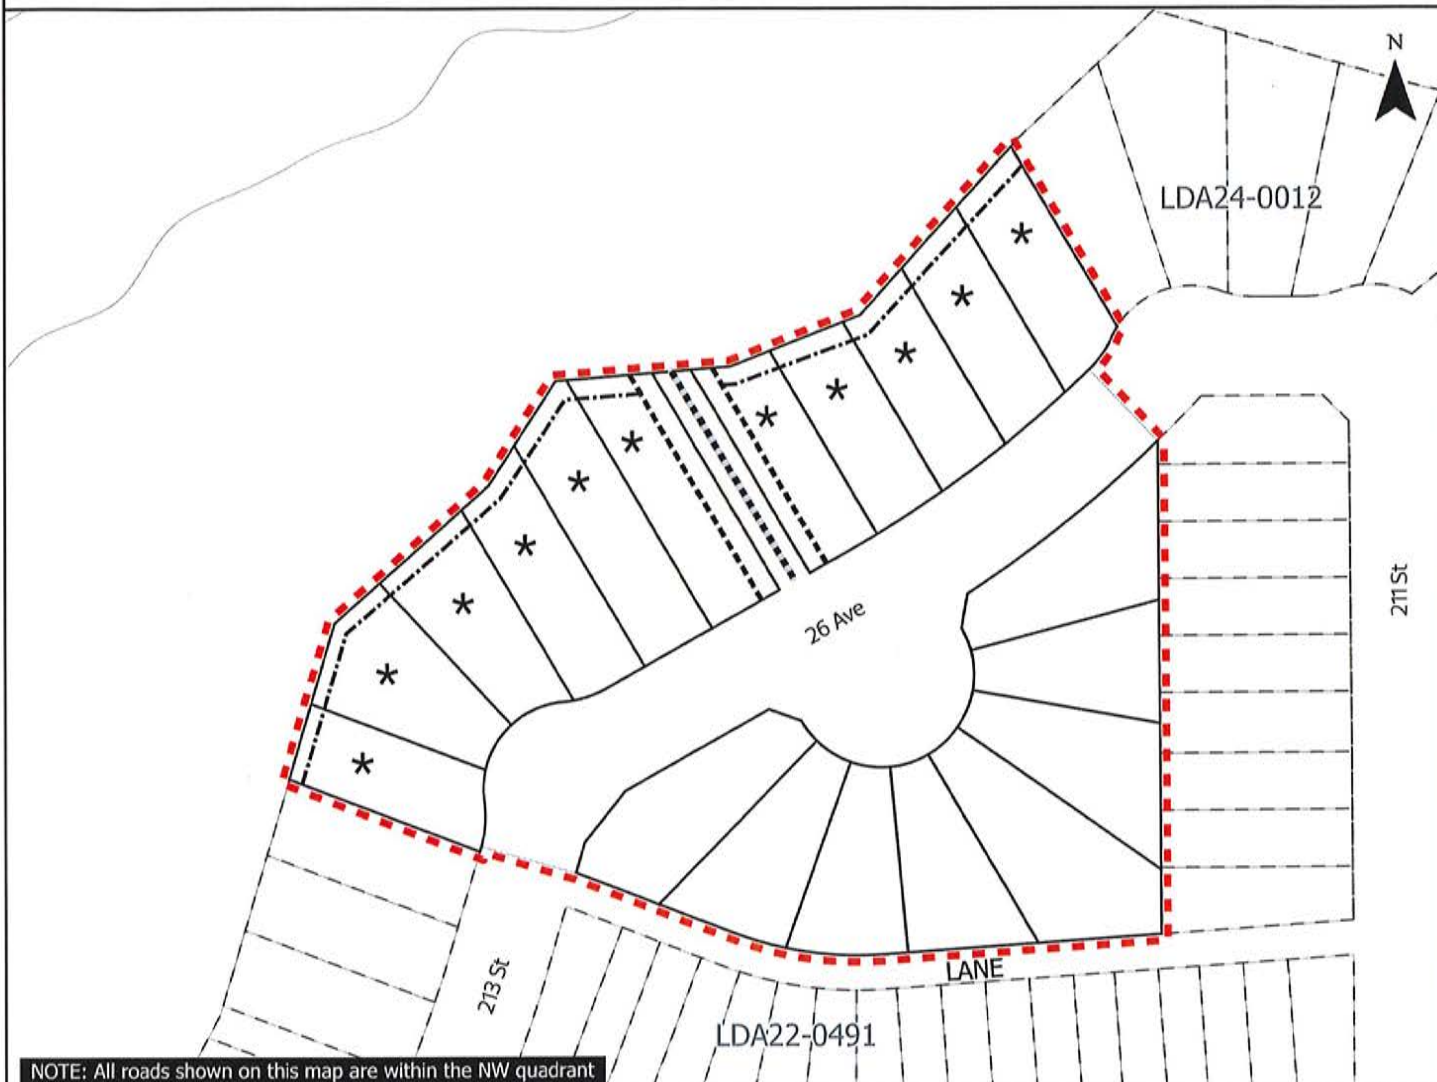 N
LDA24-0012
*
*
*
*
*
*
*
*
*
*
*
211 St
26 Ave
LANE
213 St
LDA22-0491
NOTE: All roads shown on this map are within the NW quadrant